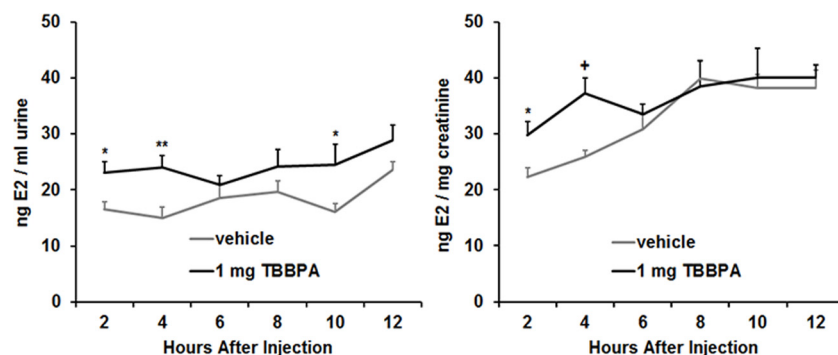 50
40
30
20
10
0
ng E2 / ml urine
*
**
*
vehicle
1 mg TBBPA
2 4 6 8 10 12
Hours After Injection
50
40
30
20
10
0
ng E2 / mg creatinine
*
+
vehicle
1 mg TBBPA
2 4 6 8 10 12
Hours After Injection